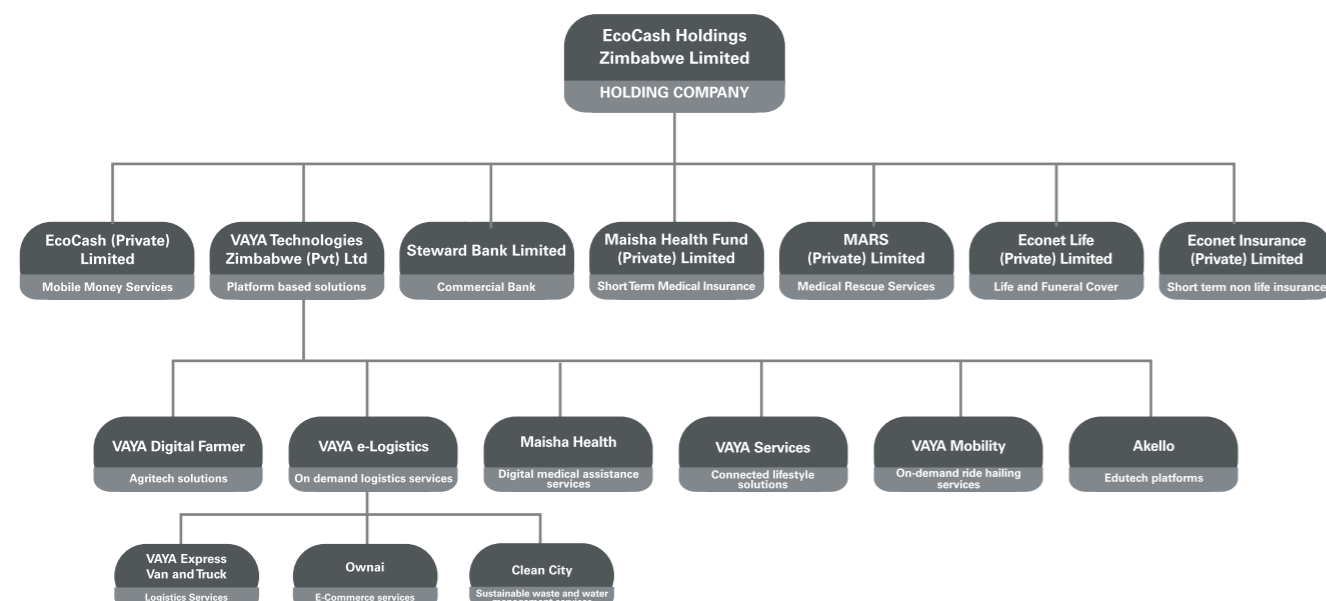 EcoCash Holdings
Zimbabwe Limited
HOLDING COMPANY
EcoCash (Private)
Limited
Mobile Money Services
VAYA Technologies
Zimbabwe (Pvt) Ltd
Platform based solutions
Steward Bank Limited
Commercial Bank
Maisha Health Fund
(Private) Limited
Short Term Medical Insurance
MARS
(Private) Limited
Medical Rescue Services
Econet Life
(Private) Limited
Life and Funeral Cover
Econet Insurance
(Private) Limited
Short term non life insurance
VAYA Digital Farmer
Agritech solutions
VAYA e-Logistics
On demand logistics services
Maisha Health
Digital medical assistance
services
VAYA Services
Connected lifestyle
solutions
VAYA Mobility
On-demand ride hailing
services
Akello
Edutech platforms
VAYA Express
Van and Truck
Logistics Services
Ownai
E-Commerce services
Clean City
Sustainable waste and water
management services